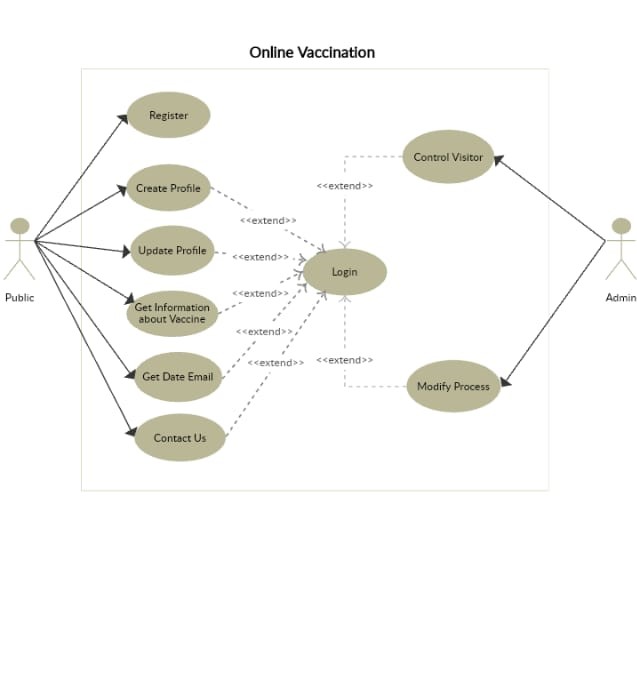 Online Vaccination
Register
Control Visitor
<<extend>>
Create Profile
<<extend>>
Update Profile
<<extend>>
Login
<<extend>>
Public
Admin
Get Information
about Vaccine
<<extend>>
<<extend>>
<<extend>>
Get Date Email
Modify Process
Contact Us